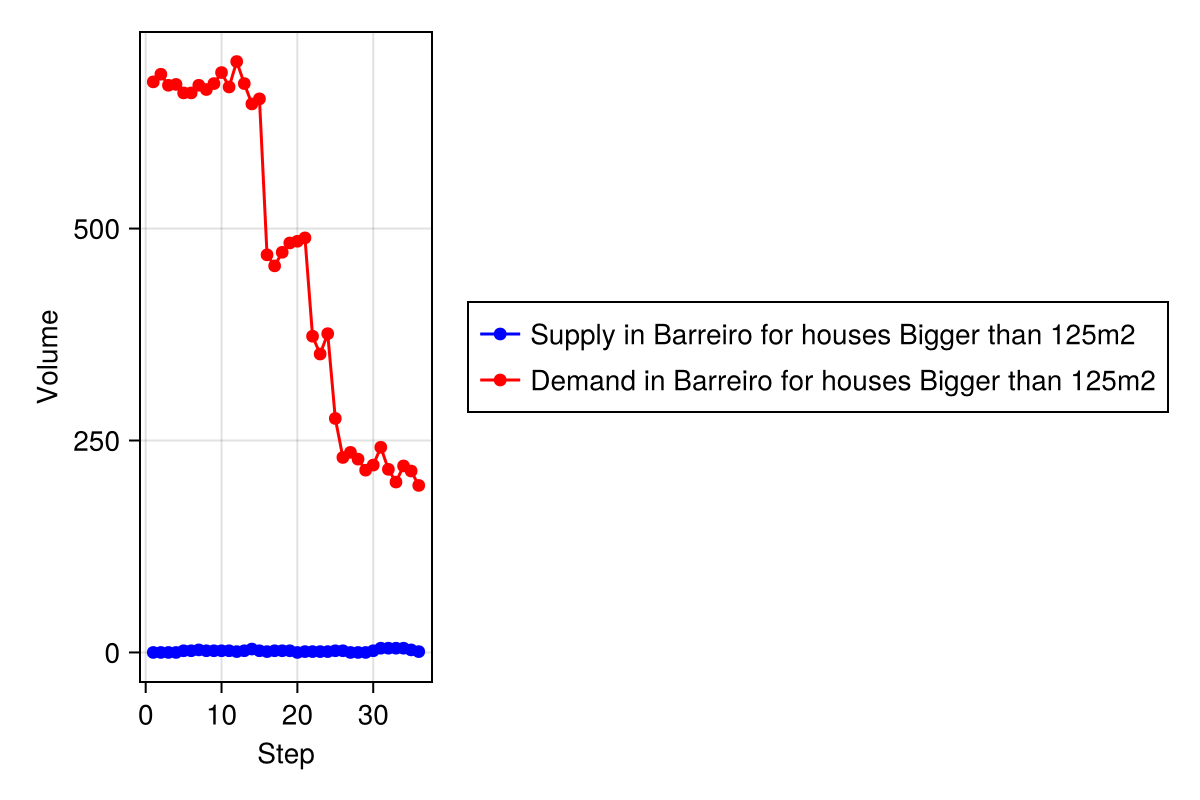 500
250
0
Volume
0 10 20 30
Step
Supply in Barreiro for houses Bigger than 125m2
Demand in Barreiro for houses Bigger than 125m2